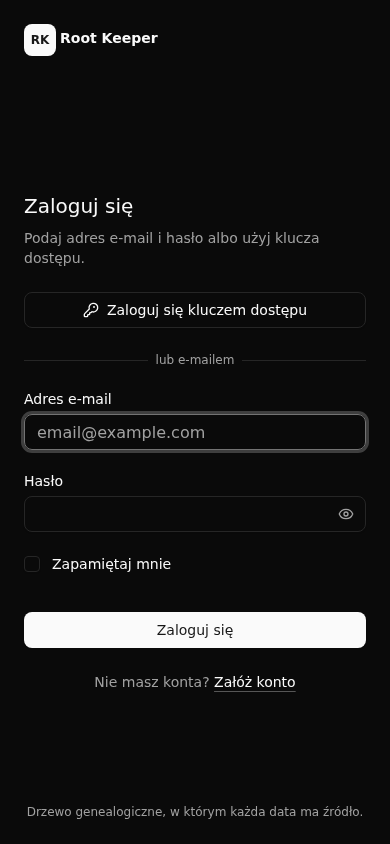 RK Root Keeper
Zaloguj się
Podaj adres e-mail i hasło albo użyj klucza
dostępu.
Zaloguj się kluczem dostępu
lub e-mailem
Adres e-mail
email@example.com
Hasło
Zapamiętaj mnie
Zaloguj się
Nie masz konta? Załóż konto
Drzewo genealogiczne, w którym każda data ma źródło.